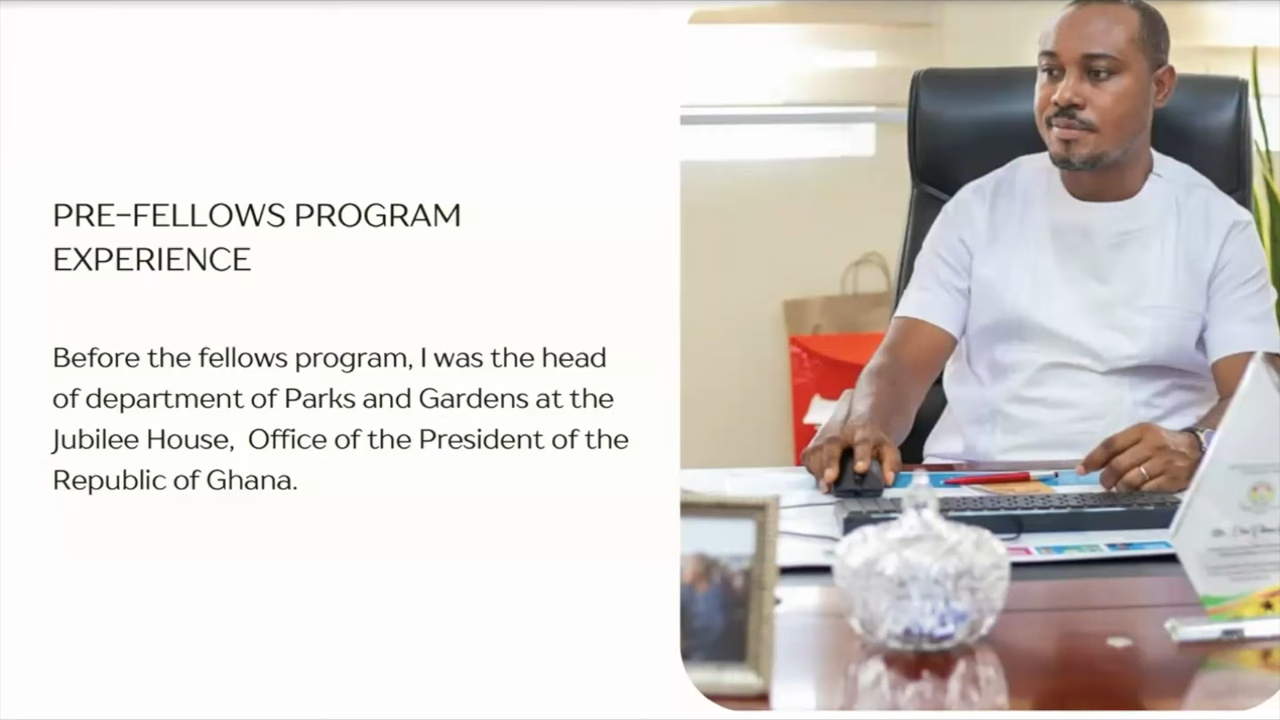 PRE–FELLOWS PROGRAM
EXPERIENCE
Before the fellows program, I was the head
of department of Parks and Gardens at the
Jubilee House,  Office of the President of the
Republic of Ghana.